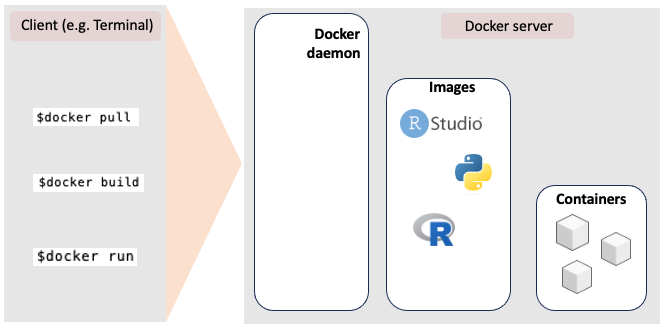 Client (e.g. Terminal)
$docker pull
$docker build
$docker run
Docker
daemon
Docker server
Images
R Studio
R
Containers